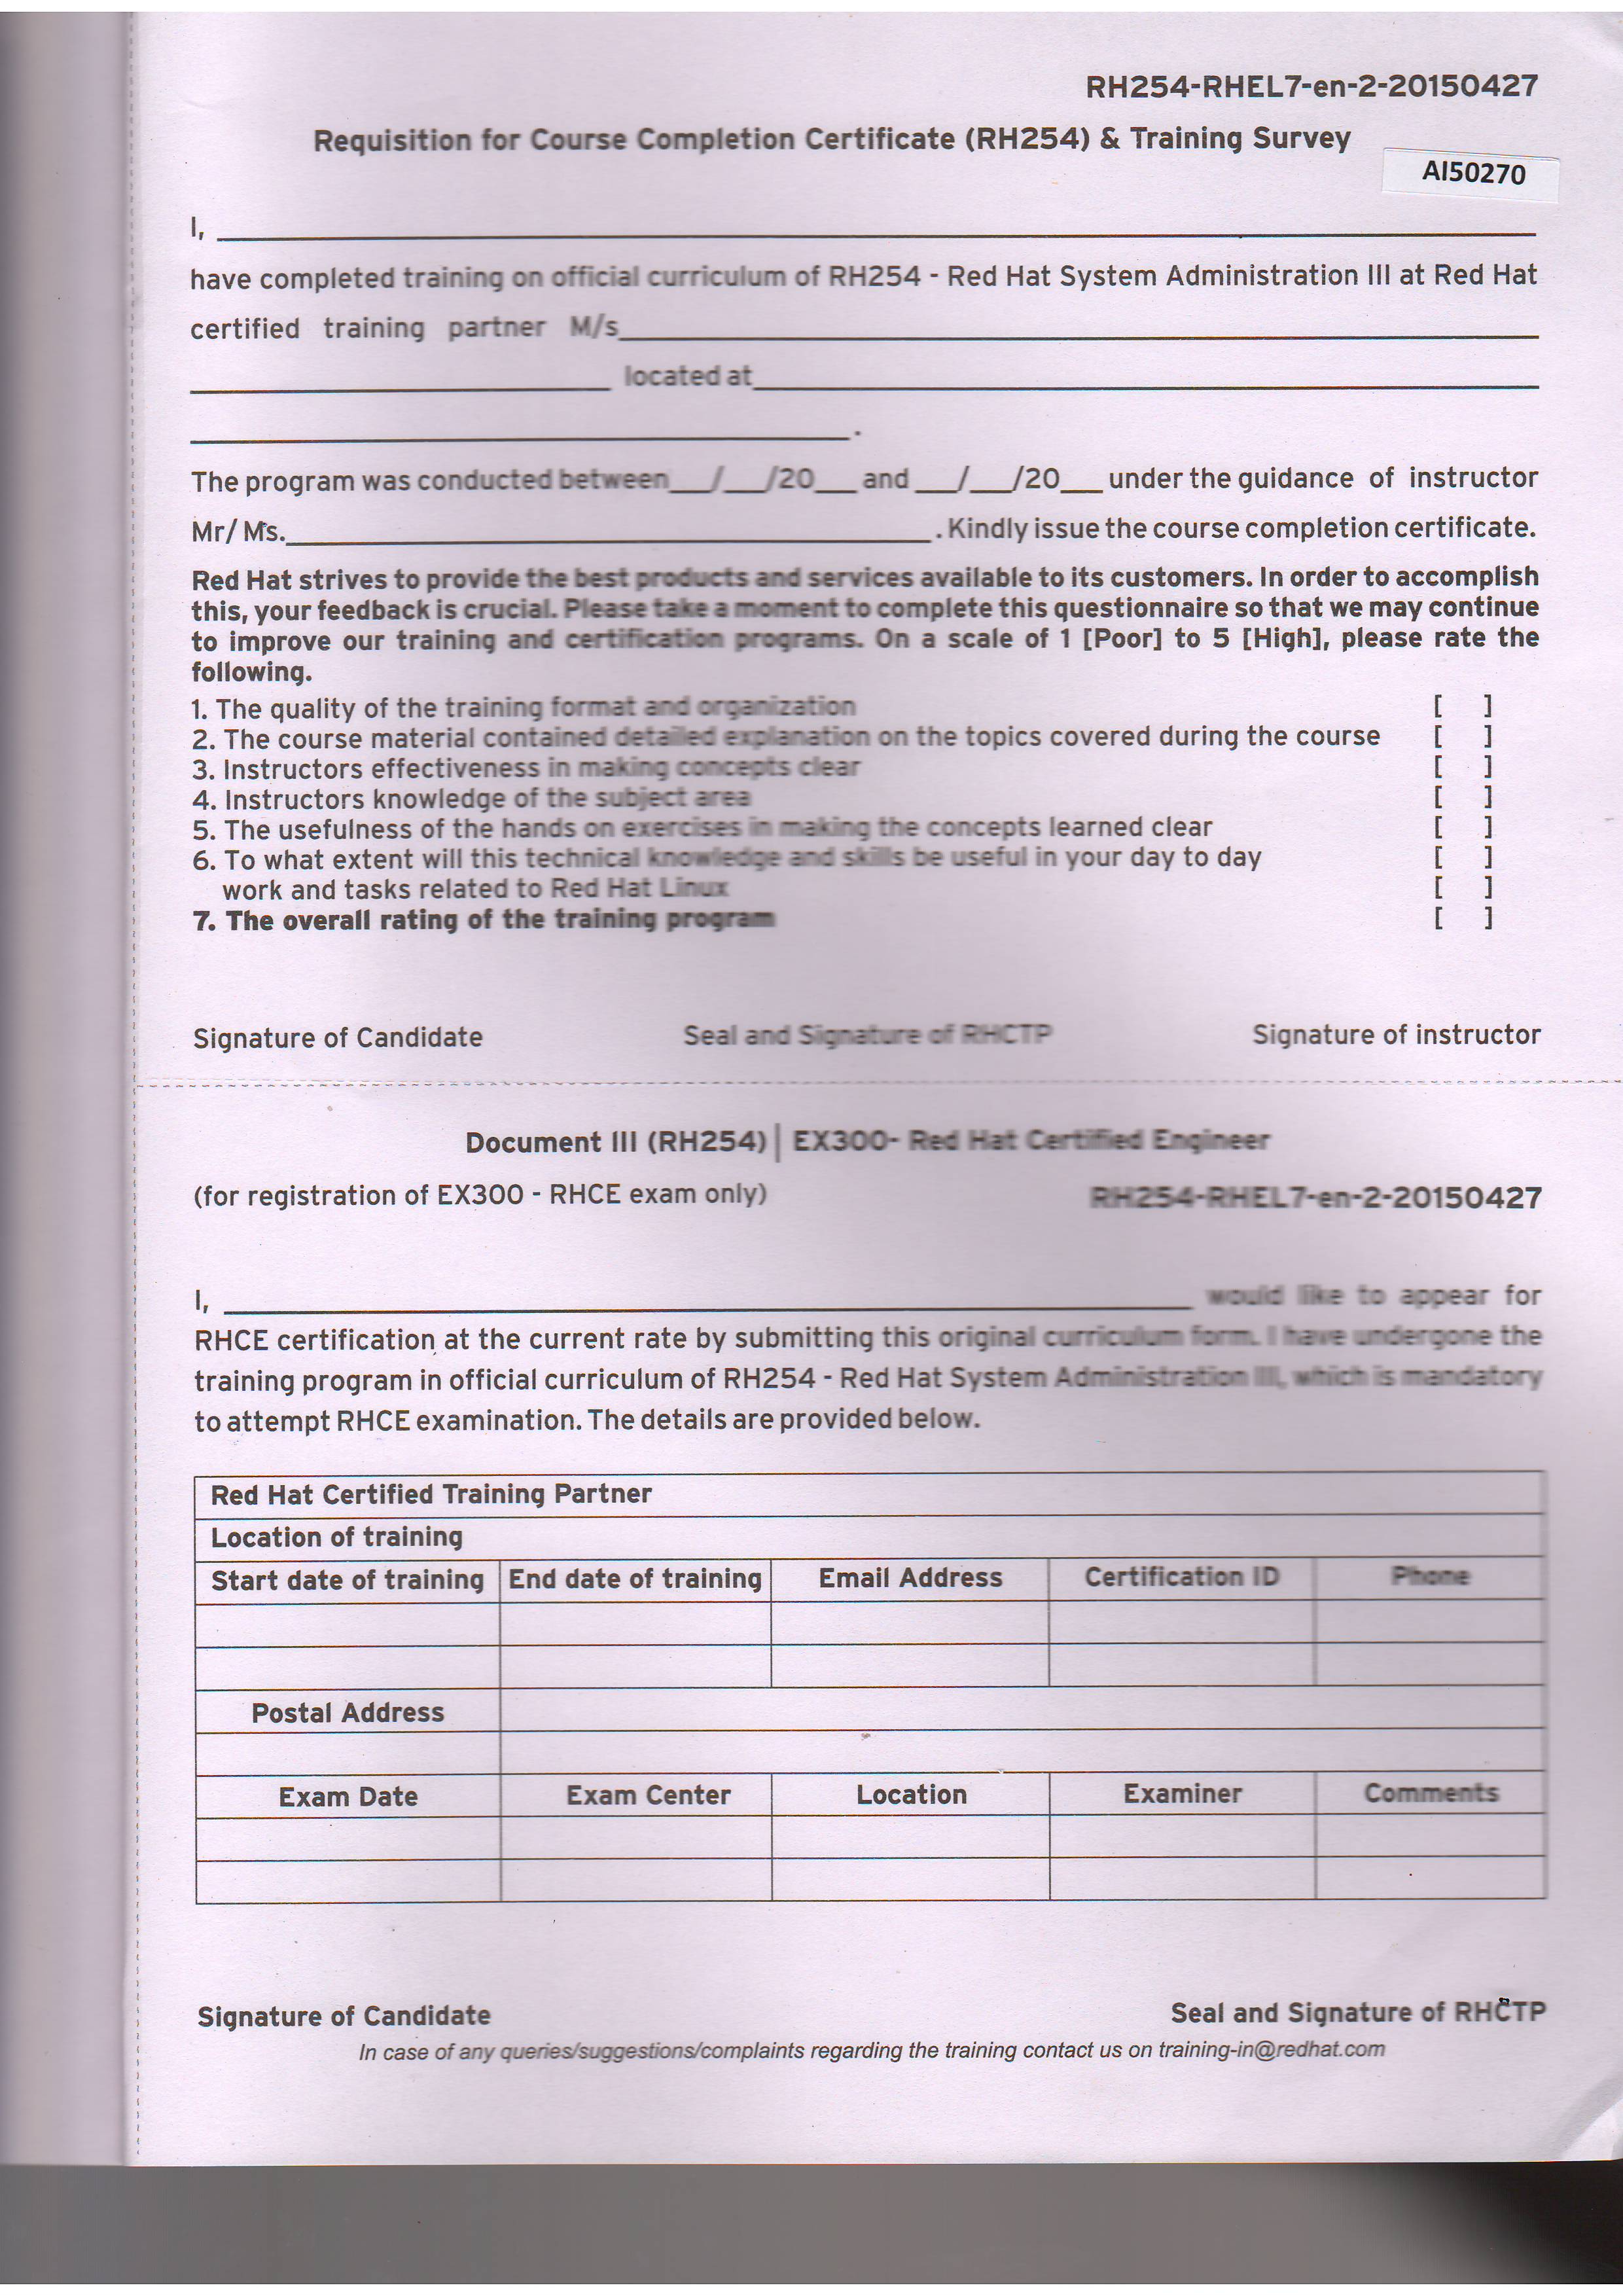 RH254-RHEL7-en-2-20150427
Requisition for Course Completion Certificate (RH254) & Training Survey
AI50270
I, ____
have completed training on official curriculum of RH254 - Red Hat System Administration III at Red Hat
certified training partner M/s____
____ located at____
____.
The program was conducted between__/__/20__ and __/__/20__ under the guidance of instructor
Mr/ Ms.____. Kindly issue the course completion certificate.
Red Hat strives to provide the best products and services available to its customers. In order to accomplish
this, your feedback is crucial. Please take a moment to complete this questionnaire so that we may continue
to improve our training and certification programs. On a scale of 1 [Poor] to 5 [High], please rate the
following.
1. The quality of the training format and organization [ ]
2. The course material contained detailed explanation on the topics covered during the course [ ]
3. Instructors effectiveness in making concepts clear [ ]
4. Instructors knowledge of the subject area [ ]
5. The usefulness of the hands on exercises in making the concepts learned clear [ ]
6. To what extent will this technical knowledge and skills be useful in your day to day [ ]
work and tasks related to Red Hat Linux [ ]
7. The overall rating of the training program [ ]
Signature of Candidate Seal and Signature of RHCTP Signature of instructor
Document III (RH254) | EX300- Red Hat Certified Engineer
(for registration of EX300 - RHCE exam only) RH254-RHEL7-en-2-20150427
I, ____ would like to appear for
RHCE certification at the current rate by submitting this original curriculum form. I have undergone the
training program in official curriculum of RH254 - Red Hat System Administration III, which is mandatory
to attempt RHCE examination. The details are provided below.
Red Hat Certified Training Partner
Location of training
Start date of training End date of training Email Address Certification ID Phone
Postal Address
Exam Date Exam Center Location Examiner Comments
Signature of Candidate Seal and Signature of RHCTP
In case of any queries/suggestions/complaints regarding the training contact us on training-in@redhat.com